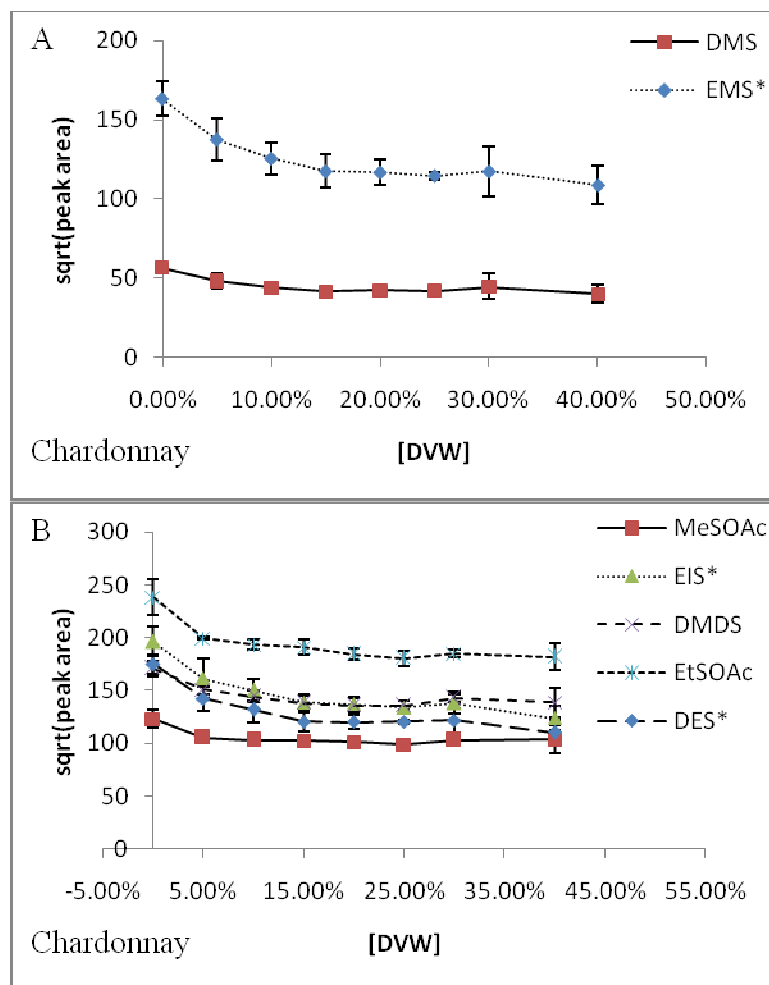 A
DMS
EMS*
sqrt(peak area)
200
150
100
50
0
0.00% 10.00% 20.00% 30.00% 40.00% 50.00%
Chardonnay
[DVW]
B
MeSOAc
EIS*
DMDS
EtSOAc
DES*
sqrt(peak area)
300
250
200
150
100
50
0
-5.00% 5.00% 15.00% 25.00% 35.00% 45.00% 55.00%
Chardonnay
[DVW]